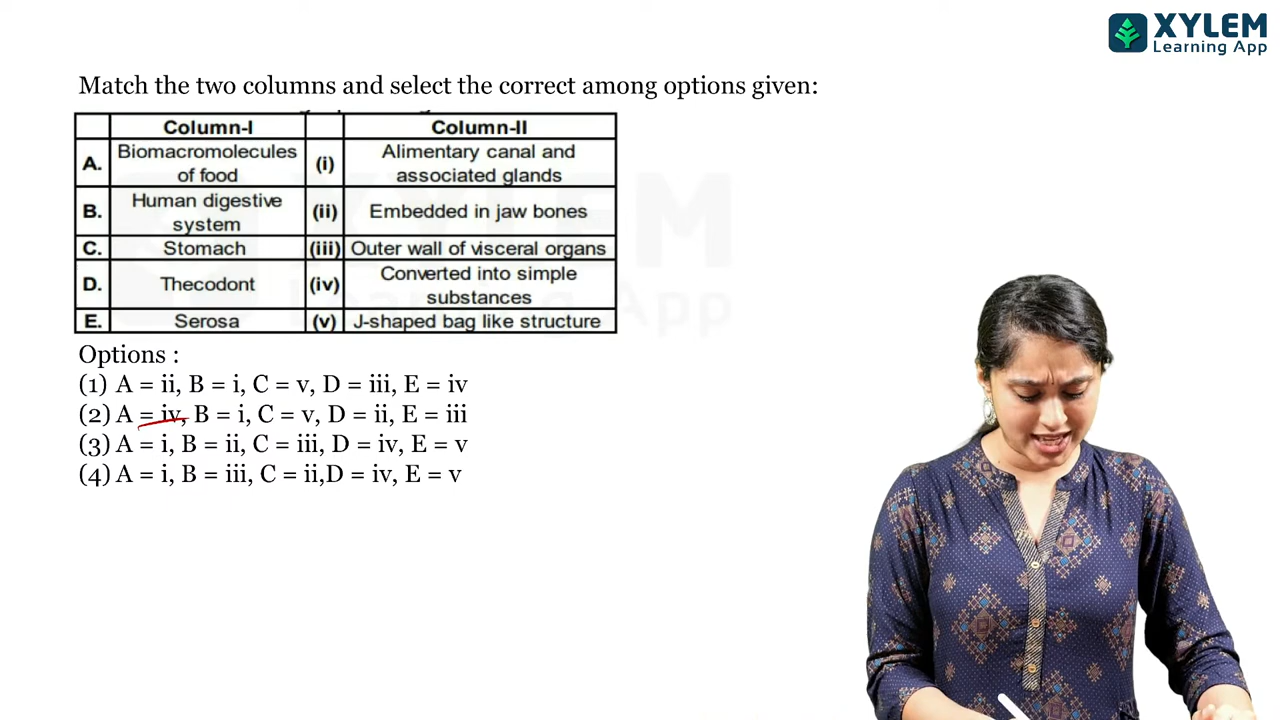 XYLEM
Learning App
Match the two columns and select the correct among options given:
Column-I Column-II
A. Biomacromolecules of food (i) Alimentary canal and associated glands
B. Human digestive system (ii) Embedded in jaw bones
C. Stomach (iii) Outer wall of visceral organs
D. Thecodont (iv) Converted into simple substances
E. Serosa (v) J-shaped bag like structure
XYLEM
Learning App
Options :
(1) A = ii, B = i, C = v, D = iii, E = iv
(2) A = iv, B = i, C = v, D = ii, E = iii
(3) A = i, B = ii, C = iii, D = iv, E = v
(4) A = i, B = iii, C = ii,D = iv, E = v